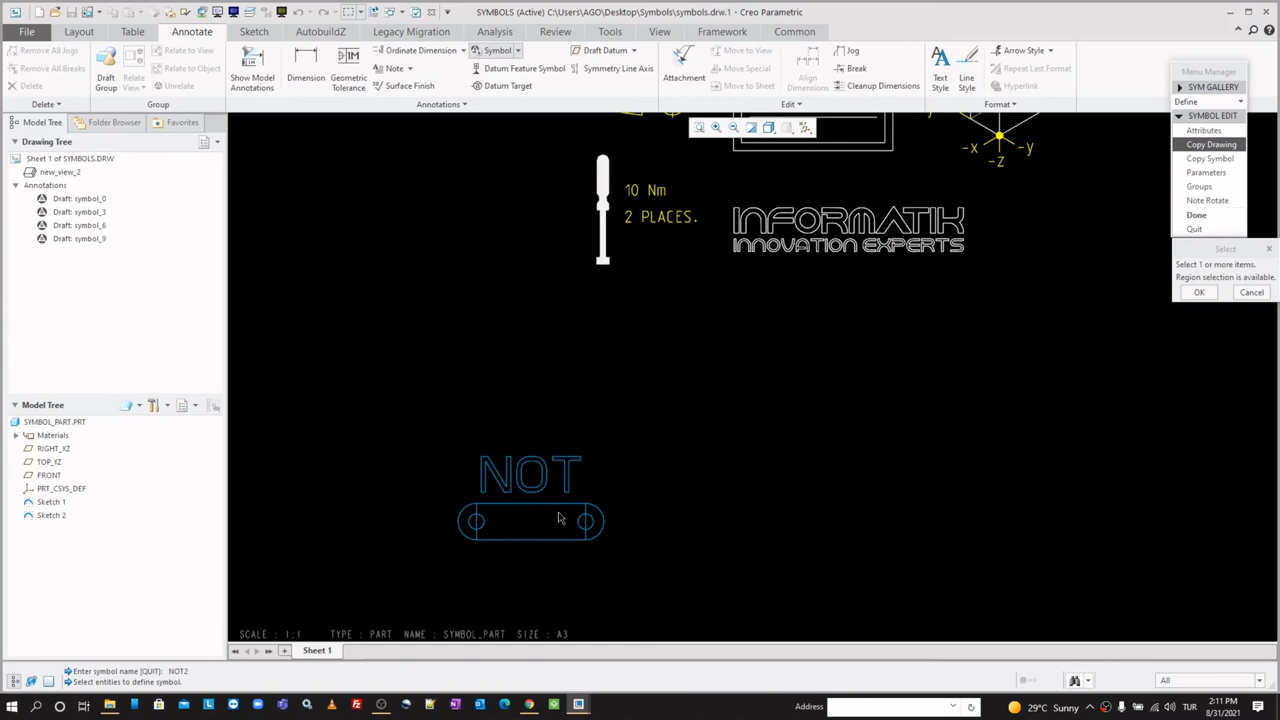 SYMBOLS (Active) C:\Users\AGO\Desktop\Symbols\symbols.drw.1 - Creo Parametric
File Layout Table Annotate Sketch AutobuildZ Legacy Migration Analysis Review Tools View Framework Common
Remove All Jogs
Remove All Breaks
Delete
Delete
Draft Group
Relate View
Relate to View
Relate to Object
Unrelate
Group
Show Model Annotations
Dimension
Geometric Tolerance
Ordinate Dimension
Note
Surface Finish
Symbol
Datum Feature Symbol
Datum Target
Draft Datum
Symmetry Line Axis
Annotations
Attachment
Move to View
Move Special
Move to Sheet
Align Dimensions
Jog
Break
Cleanup Dimensions
Edit
Text Style
Line Style
Arrow Style
Repeat Last Format
Hyperlink
Format
Menu Manager
SYM GALLERY
Define
SYMBOL EDIT
Attributes
Copy Drawing
Copy Symbol
Parameters
Groups
Note Rotate
Done
Quit
Select
Select 1 or more items.
Region selection is available.
OK Cancel
Model Tree Folder Browser Favorites
Drawing Tree
Sheet 1 of SYMBOLS.DRW
new_view_2
Annotations
Draft: symbol_0
Draft: symbol_3
Draft: symbol_6
Draft: symbol_9
Model Tree
SYMBOL_PART.PRT
Materials
RIGHT_XZ
TOP_YZ
FRONT
PRT_CSYS_DEF
Sketch 1
Sketch 2
-x -y
-z
10 Nm
2 PLACES.
INFORMATIK
INNOVATION EXPERTS
NOT
SCALE : 1:1 TYPE : PART NAME : SYMBOL_PART SIZE : A3
Sheet 1
Enter symbol name [QUIT]: NOT2
Select entities to define symbol.
All
Address
29°C Sunny
TUR
2:11 PM
8/31/2021